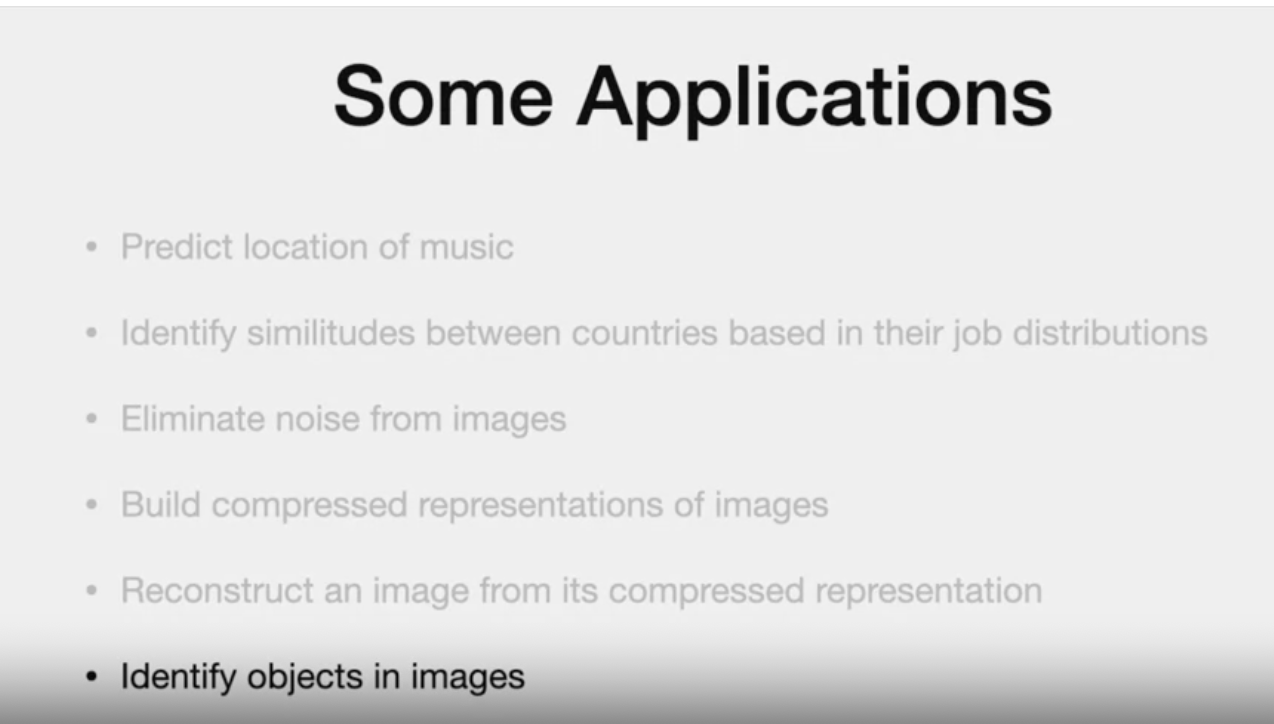 Some Applications
• Predict location of music
• Identify similitudes between countries based in their job distributions
• Eliminate noise from images
• Build compressed representations of images
• Reconstruct an image from its compressed representation
• Identify objects in images